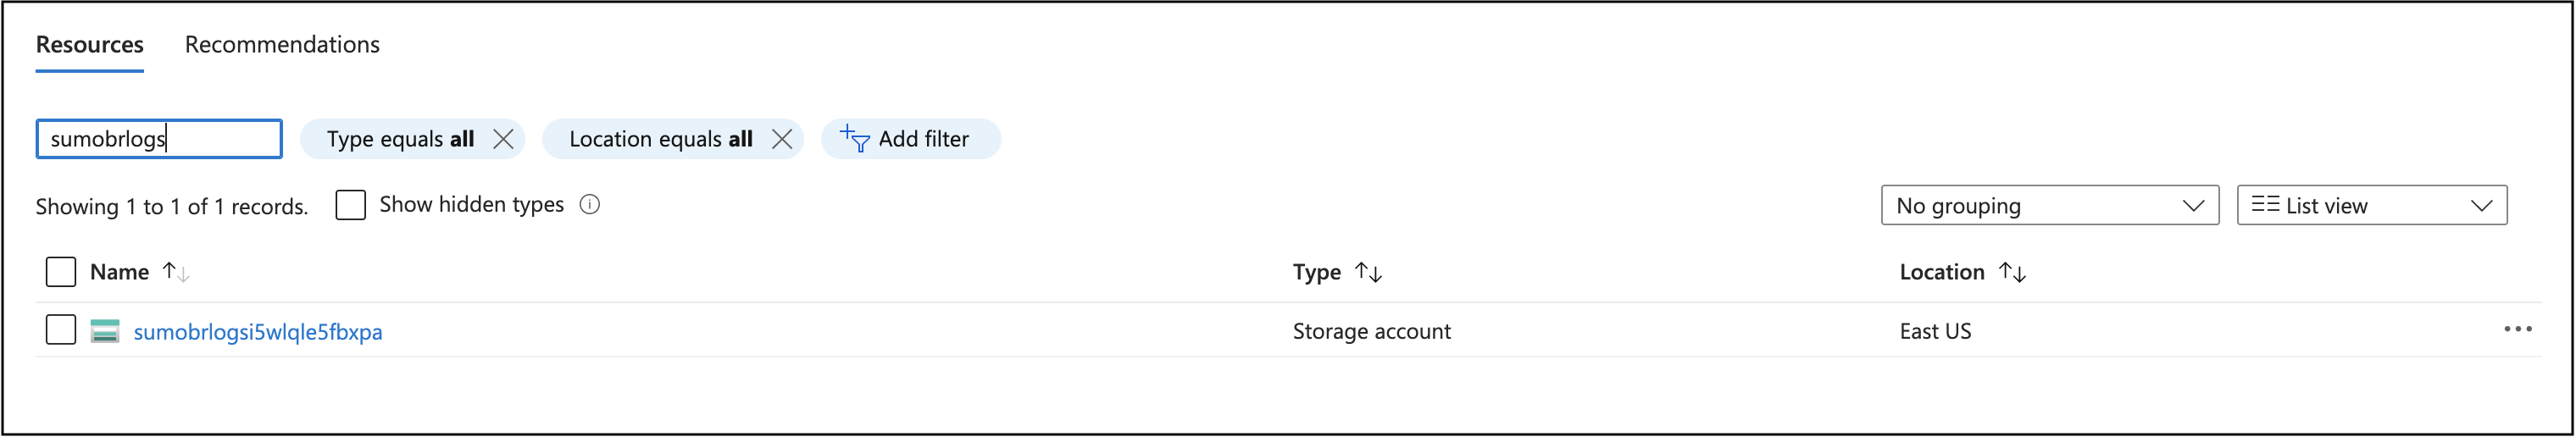 Resources Recommendations
sumobrlogs Type equals all Location equals all Add filter
Showing 1 to 1 of 1 records. Show hidden types No grouping List view
Name Type Location
sumobrlogsi5wlqle5fbxpa Storage account East US